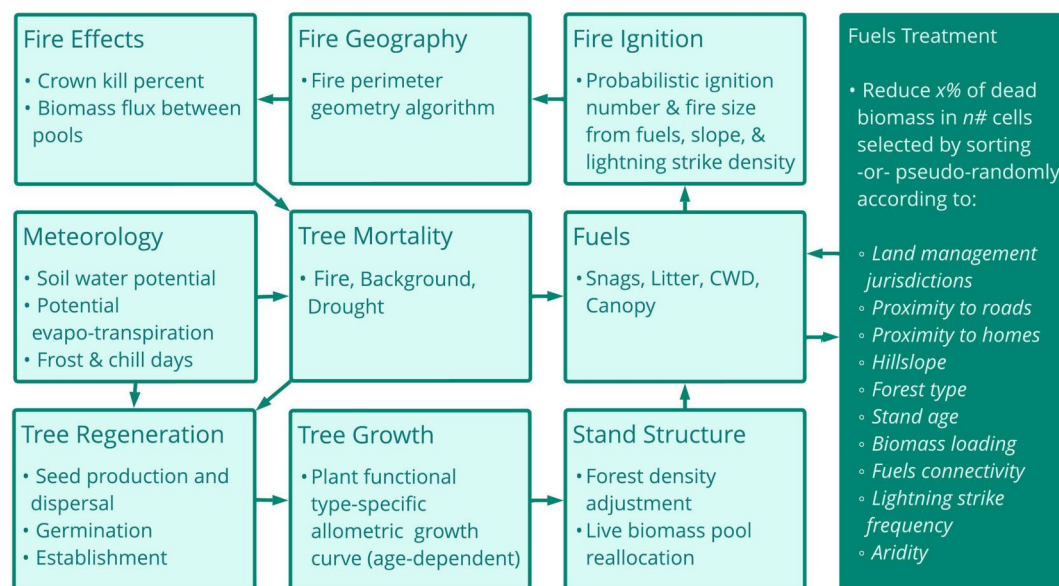 Fire Effects
• Crown kill percent
• Biomass flux between
pools
Fire Geography
• Fire perimeter
geometry algorithm
Fire Ignition
• Probabilistic ignition
number & fire size
from fuels, slope, &
lightning strike density
Meteorology
• Soil water potential
• Potential
evapo-transpiration
• Frost & chill days
Tree Mortality
• Fire, Background,
Drought
Fuels
• Snags, Litter, CWD,
Canopy
Tree Regeneration
• Seed production and
dispersal
• Germination
• Establishment
Tree Growth
• Plant functional
type-specific
allometric growth
curve (age-dependent)
Stand Structure
• Forest density
adjustment
• Live biomass pool
reallocation
Fuels Treatment
• Reduce x% of dead
biomass in n# cells
selected by sorting
-or- pseudo-randomly
according to:
◦ Land management
jurisdictions
◦ Proximity to roads
◦ Proximity to homes
◦ Hillslope
◦ Forest type
◦ Stand age
◦ Biomass loading
◦ Fuels connectivity
◦ Lightning strike
frequency
◦ Aridity